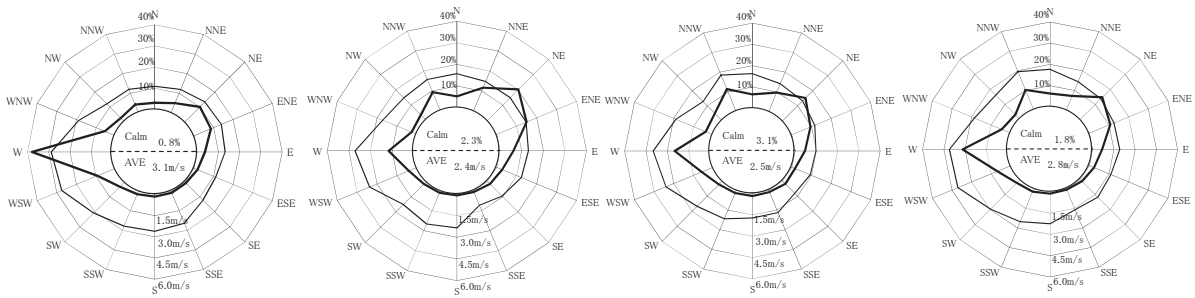 N
40%
NNW
NNE
30%
NW
20%
NE
10%
WNW
ENE
Calm
0.8%
W
E
AVE
3.1m/s
WSW
ESE
1.5m/s
SW
3.0m/s
SE
4.5m/s
SSW
SSE
6.0m/s
S
N
40%
NNW
NNE
30%
NW
20%
NE
10%
WNW
ENE
Calm
2.3%
W
E
AVE
2.4m/s
WSW
ESE
1.5m/s
SW
3.0m/s
SE
4.5m/s
SSW
SSE
6.0m/s
S
N
40%
NNW
NNE
30%
NW
20%
NE
10%
WNW
ENE
Calm
3.1%
W
E
AVE
2.5m/s
WSW
ESE
1.5m/s
SW
3.0m/s
SE
4.5m/s
SSW
SSE
6.0m/s
S
N
40%
NNW
NNE
30%
NW
20%
NE
10%
WNW
ENE
Calm
1.8%
W
E
AVE
2.8m/s
WSW
ESE
1.5m/s
SW
3.0m/s
SE
4.5m/s
SSW
SSE
6.0m/s
S